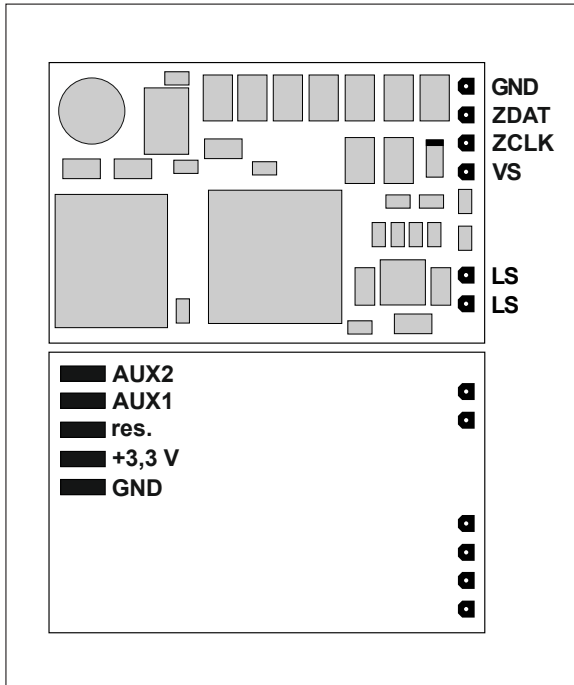 GND
ZDAT
ZCLK
VS
LS
LS
AUX2
AUX1
res.
+3,3 V
GND